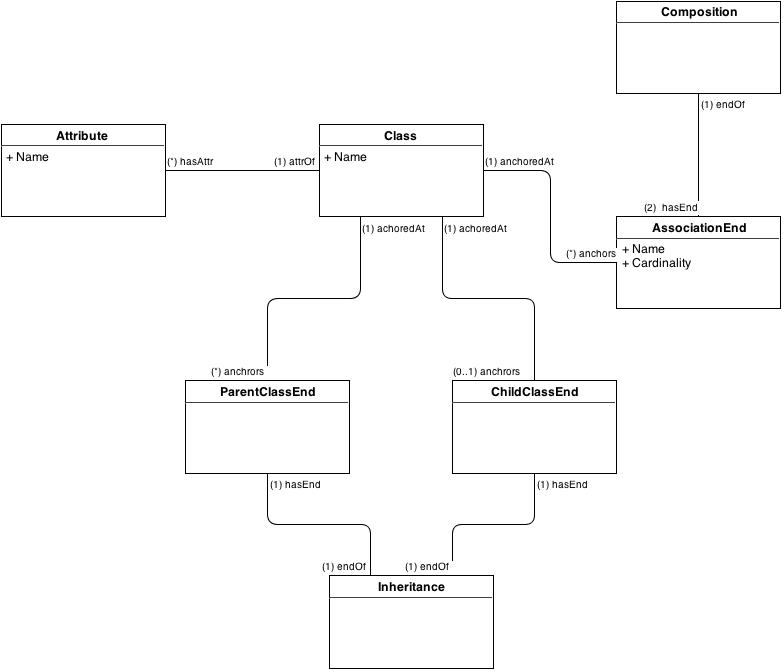 Composition
(1) endOf
Attribute
+ Name
(*) hasAttr
(1) attrOf
Class
+ Name
(1) anchoredAt
(2) hasEnd
AssociationEnd
+ Name
+ Cardinality
(*) anchors
(1) achoredAt
(1) achoredAt
(*) anchrors
(0..1) anchrors
ParentClassEnd
ChildClassEnd
(1) hasEnd
(1) hasEnd
(1) endOf
(1) endOf
Inheritance